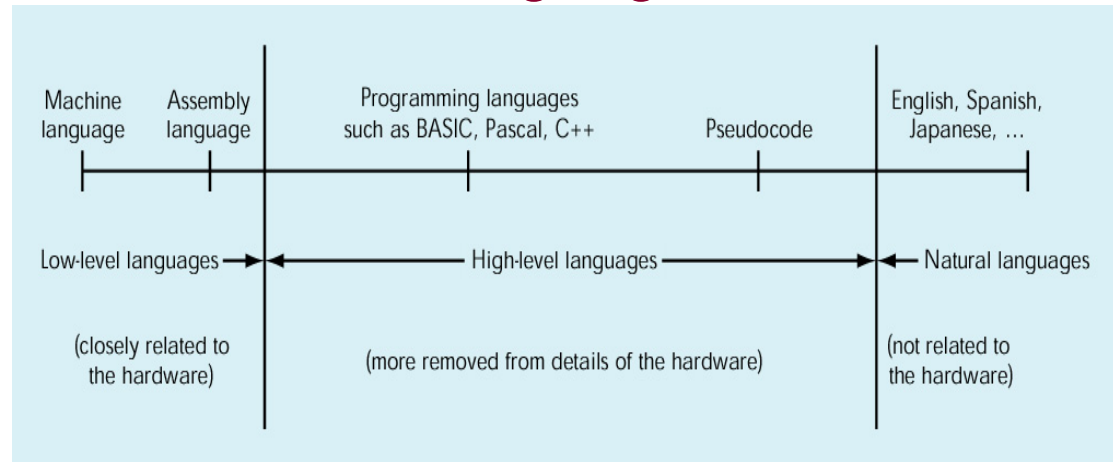 Machine
language
Assembly
language
Programming languages
such as BASIC, Pascal, C++
Pseudocode
English, Spanish,
Japanese, ...
Low-level languages
High-level languages
Natural languages
(closely related to
the hardware)
(more removed from details of the hardware)
(not related to
the hardware)